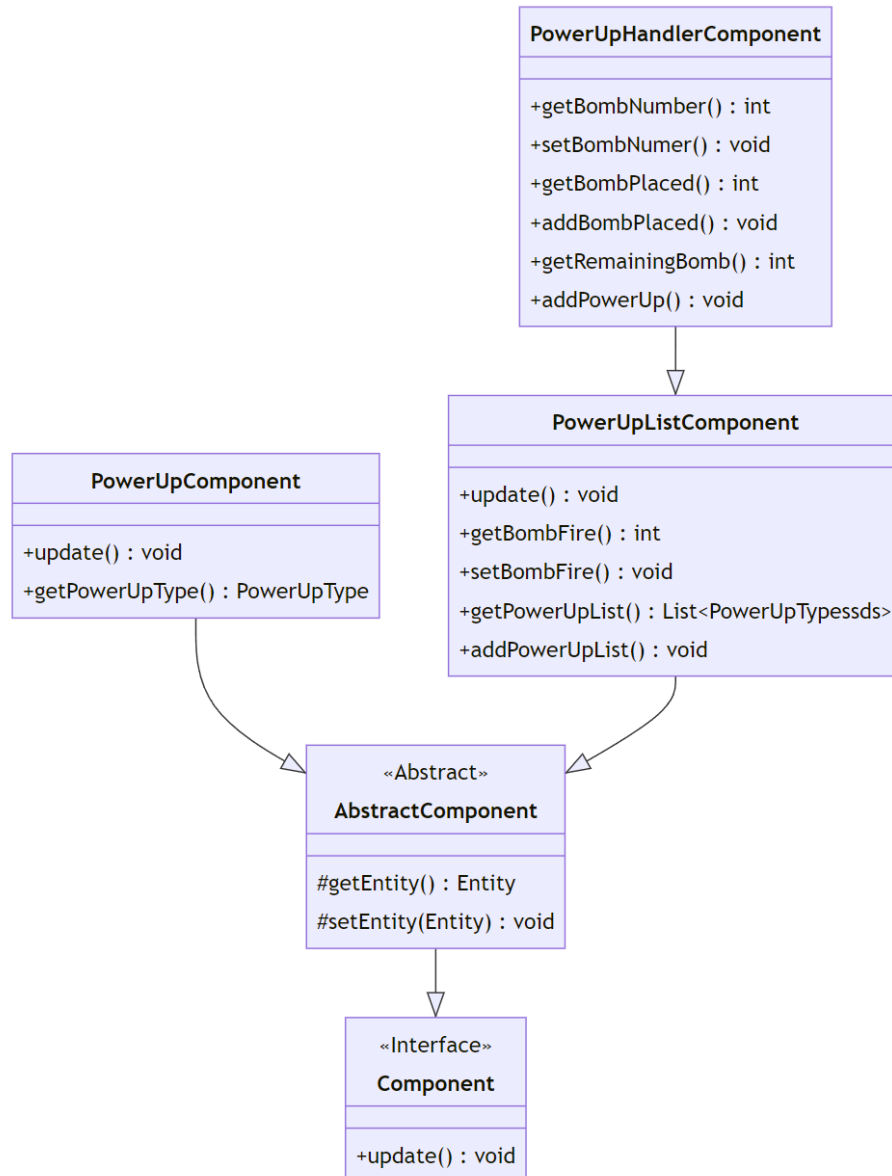 PowerUpHandlerComponent
+getBombNumber() : int
+setBombNumer() : void
+getBombPlaced() : int
+addBombPlaced() : void
+getRemainingBomb() : int
+addPowerUp() : void
PowerUpListComponent
+update() : void
+getBombFire() : int
+setBombFire() : void
+getPowerUpList() : List<PowerUpTypessds>
+addPowerUpList() : void
PowerUpComponent
+update() : void
+getPowerUpType() : PowerUpType
«Abstract»
AbstractComponent
#getEntity() : Entity
#setEntity(Entity) : void
«Interface»
Component
+update() : void